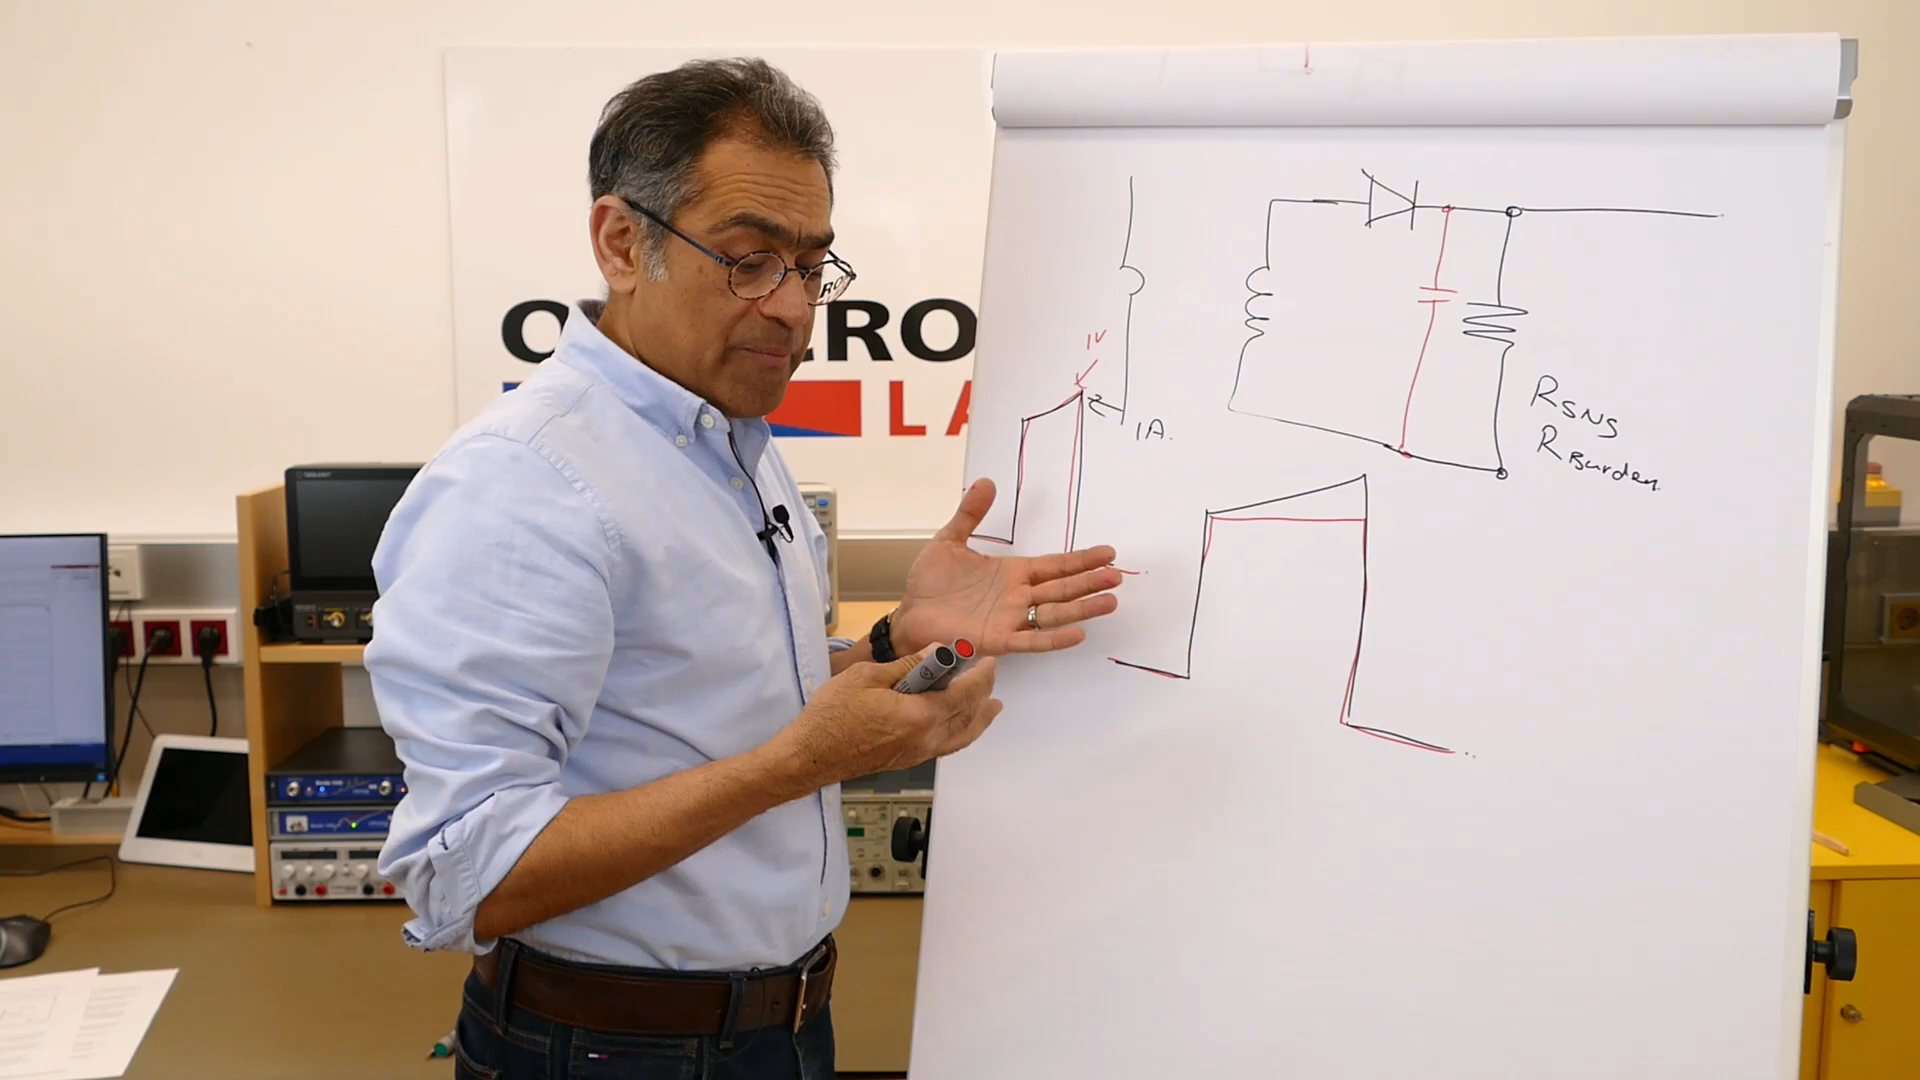 1V
1A.
RSNS
RBurden
O ERO
LA